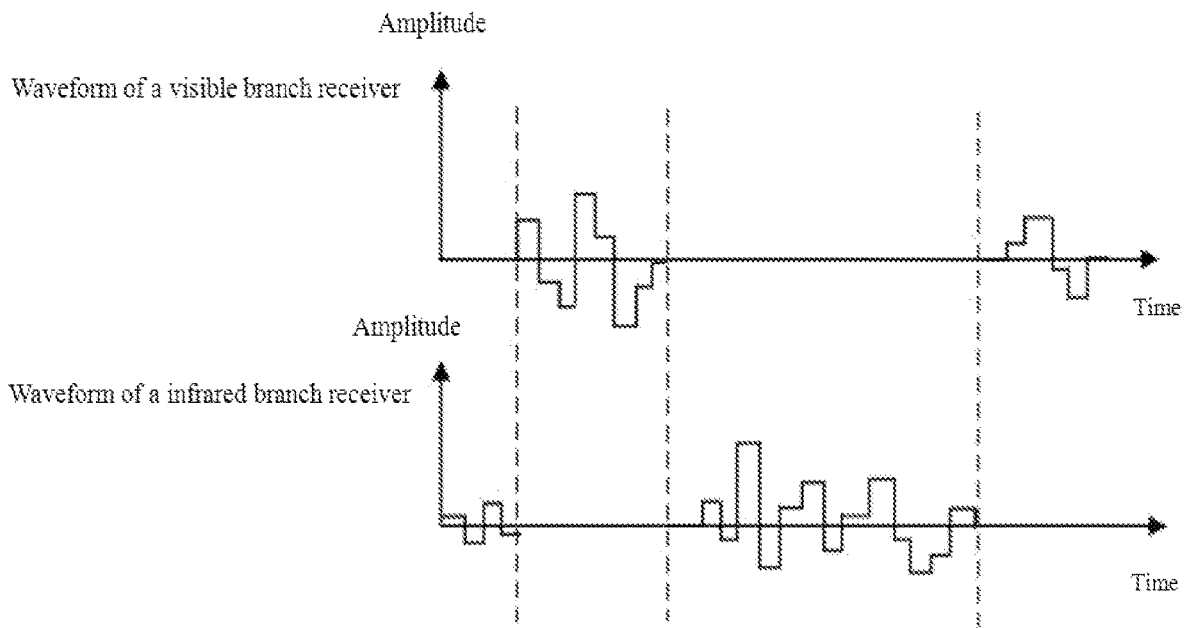 Amplitude
Waveform of a visible branch receiver
Time
Amplitude
Waveform of a infrared branch receiver
Time